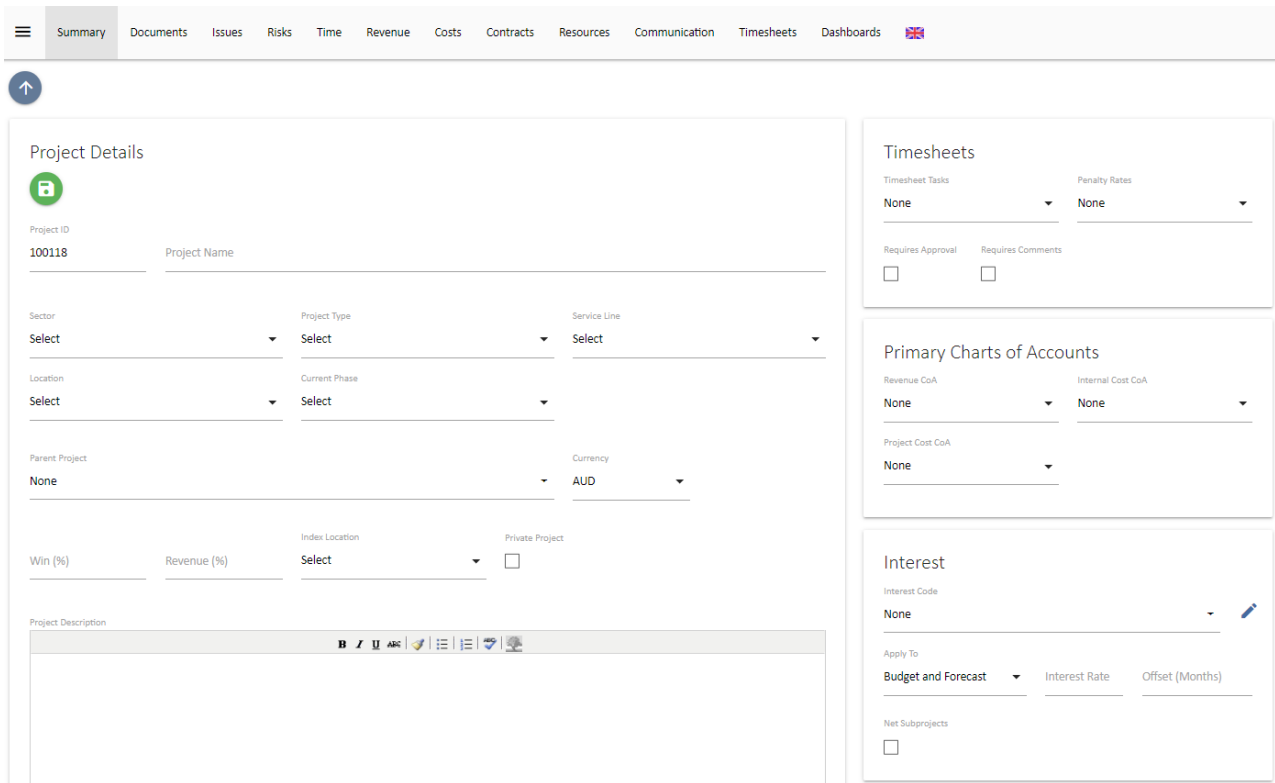 Summary Documents Issues Risks Time Revenue Costs Contracts Resources Communication Timesheets Dashboards
Project Details
Project ID
100118 Project Name
Sector Project Type Service Line
Select Select Select
Location Current Phase
Select Select
Parent Project Currency
None AUD
Index Location Private Project
Win (%) Revenue (%) Select
Project Description
B I U ABC ABC
Timesheets
Timesheet Tasks Penalty Rates
None None
Requires Approval Requires Comments
Primary Charts of Accounts
Revenue CoA Internal Cost CoA
None None
Project Cost CoA
None
Interest
Interest Code
None
Apply To
Budget and Forecast Interest Rate Offset (Months)
Net Subprojects